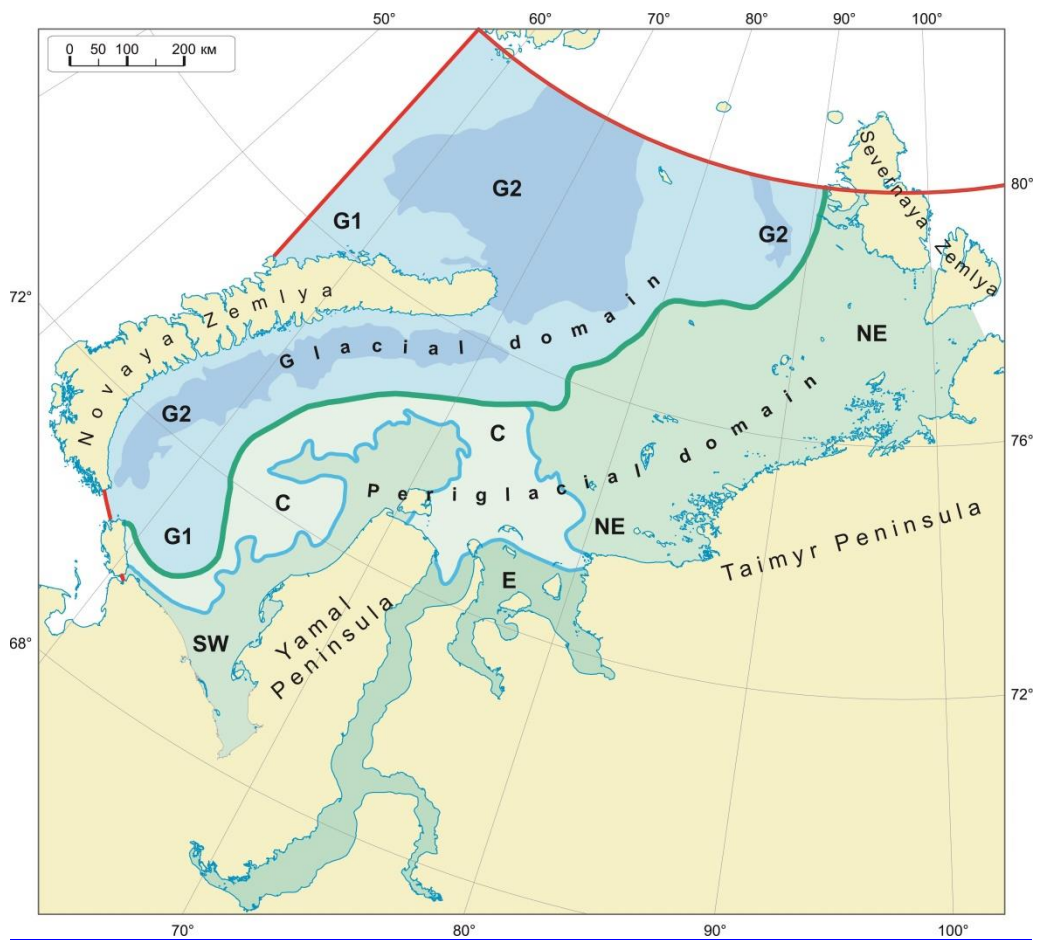 50° 60° 70° 80° 90° 100°
0 50 100 200 км
Severnaya Zemlya
80°
G2
G1
G2
72°
Novaya Zemlya
Glacial domain
NE
G2
C
76°
C
Periglacial domain
G1
NE
Taimyr Peninsula
E
68°
SW
Yamal
Peninsula
72°
70° 80° 90° 100°